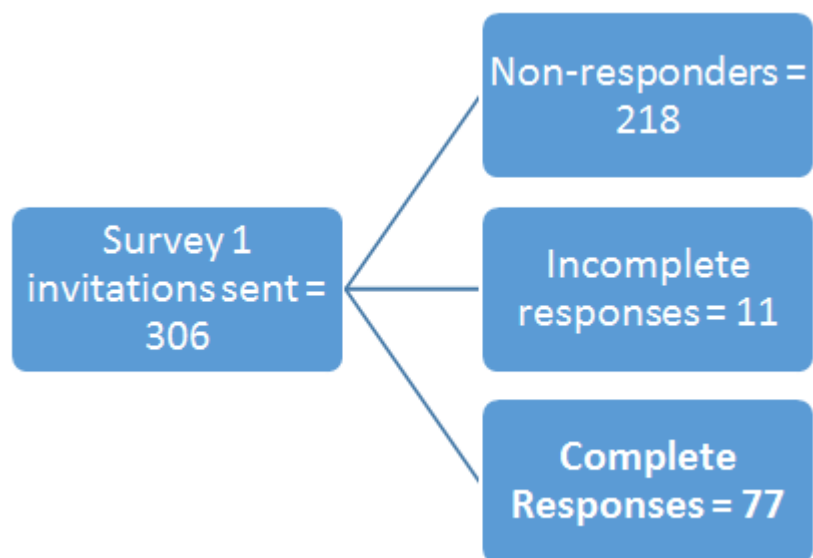 Survey 1
invitations sent =
306
Non-responders =
218
Incomplete
responses = 11
Complete
Responses = 77